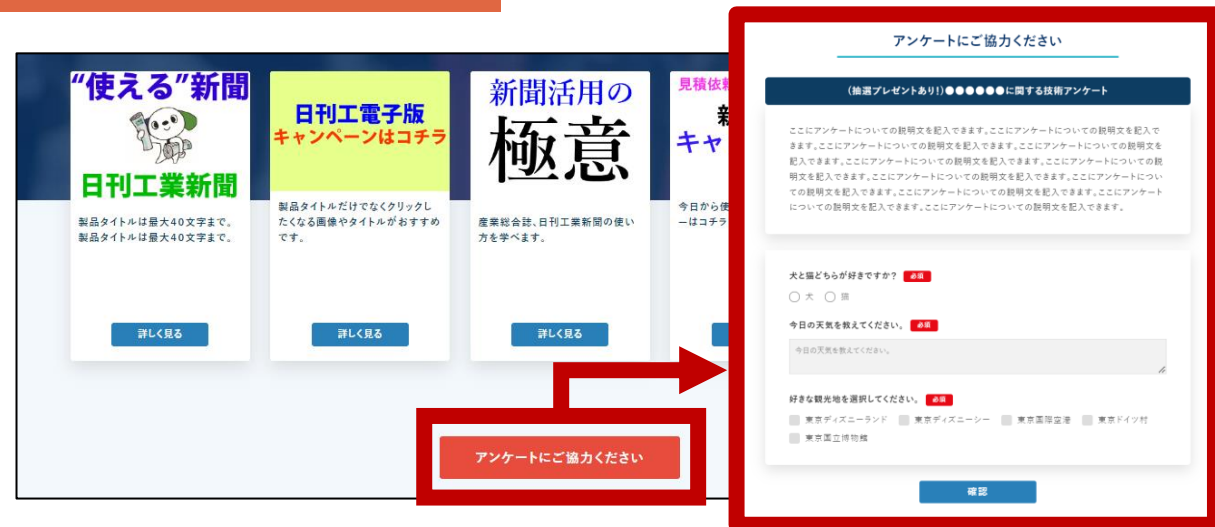 “使える”新聞
日刊工業新聞
製品タイトルは最大40文字まで。
製品タイトルは最大40文字まで。
詳しく見る
日刊工電子版
キャンペーンはコチラ
製品タイトルだけでなくクリックし
たくなる画像やタイトルがおすすめ
です。
詳しく見る
新聞活用の
極意
産業総合誌、日刊工業新聞の使い
方を学べます。
詳しく見る
見積依
キャ
今日から使
ーはコチラ
アンケートにご協力ください
アンケートにご協力ください
(抽選プレゼントあり!)●●●●●●に関する技術アンケート
ここにアンケートについての説明文を記入できます。ここにアンケートについての説明文を記入で
きます。ここにアンケートについての説明文を記入できます。ここにアンケートについての説明文を
記入できます。ここにアンケートについての説明文を記入できます。ここにアンケートについての説
明文を記入できます。ここにアンケートについての説明文を記入できます。ここにアンケートについ
ての説明文を記入できます。ここにアンケートについての説明文を記入できます。ここにアンケート
についての説明文を記入できます。ここにアンケートについての説明文を記入できます。
犬と猫どちらが好きですか? 必須
犬 猫
今日の天気を教えてください。 必須
今日の天気を教えてください。
好きな観光地を選択してください。 必須
東京ディズニーランド 東京ディズニーシー 東京国際空港 東京ドイツ村
東京国立博物館
確認